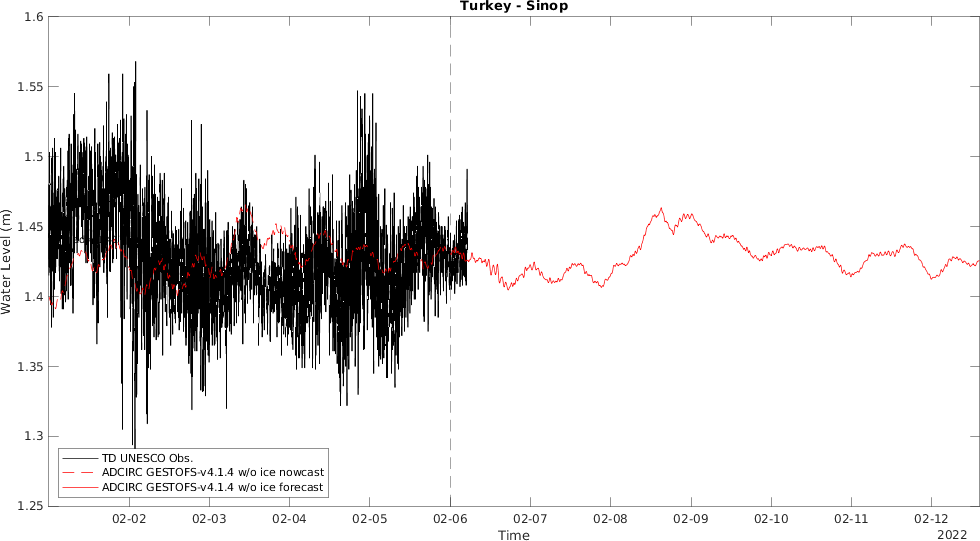 Turkey - Sinop
1.6
1.55
1.5
1.45
1.4
1.35
1.3
1.25
Water Level (m)
TD UNESCO Obs.
ADCIRC GESTOFS-v4.1.4 w/o ice nowcast
ADCIRC GESTOFS-v4.1.4 w/o ice forecast
02-02 02-03 02-04 02-05 02-06 02-07 02-08 02-09 02-10 02-11 02-12
Time
2022